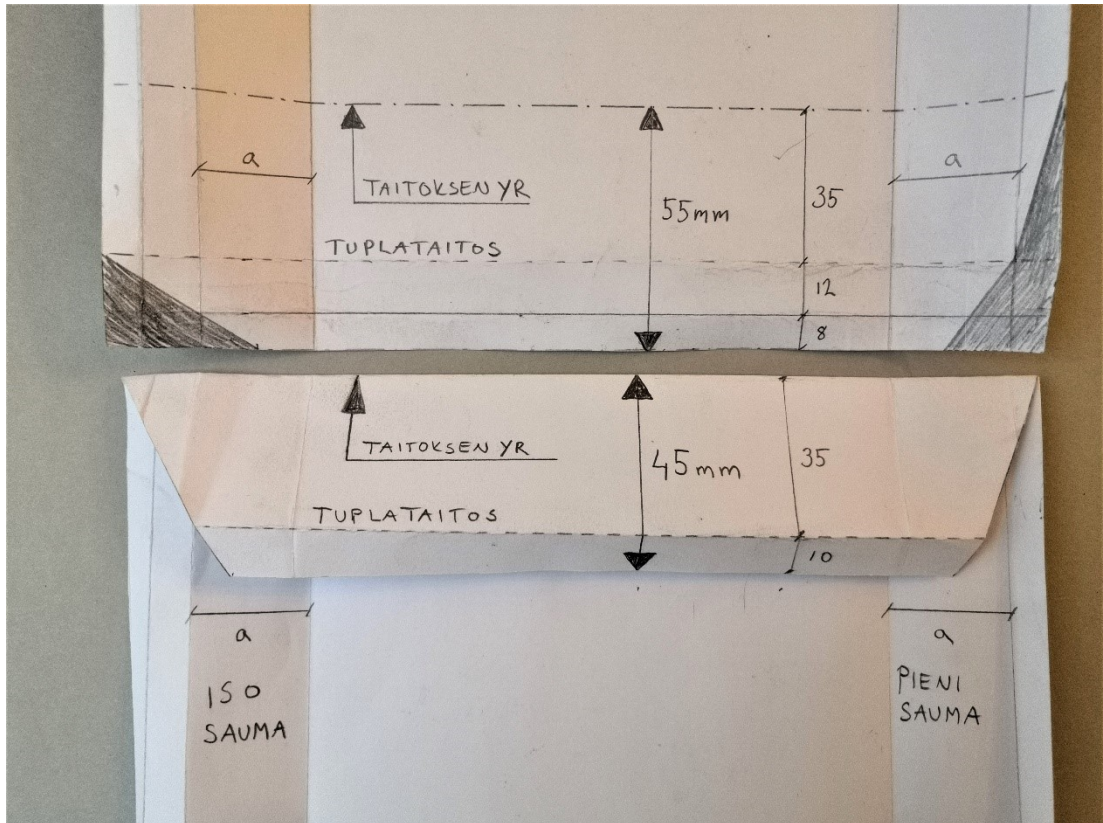 a
a
TAITOKSEN YR
55mm
35
TUPLATAITOS
12
8
TAITOKSEN YR
45mm
35
TUPLATAITOS
10
a
a
ISO
SAUMA
PIENI
SAUMA